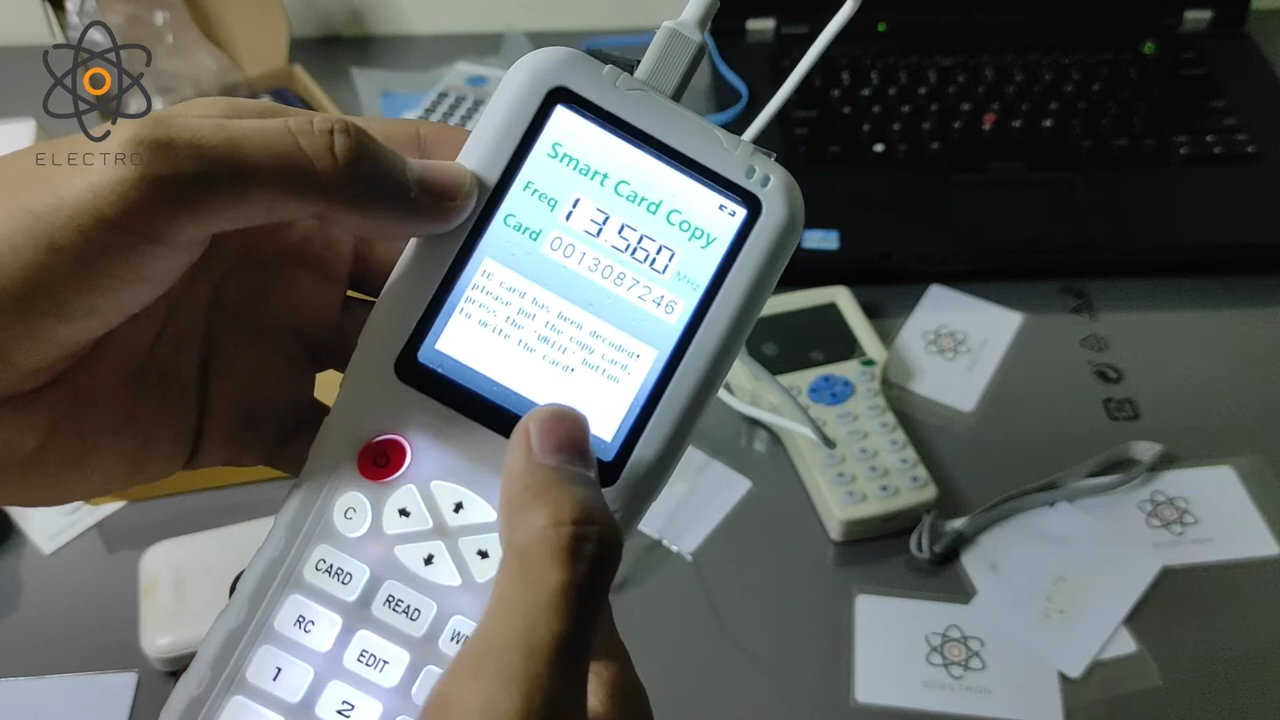 ELECTRO
Smart Card Copy
Freq 13.560 MHz
Card 0013087246
IC card has been decoded!
please put the copy card,
press the "WRITE" button
to write the card!
C
CARD
READ
RC
EDIT
1
2
ELECTRON